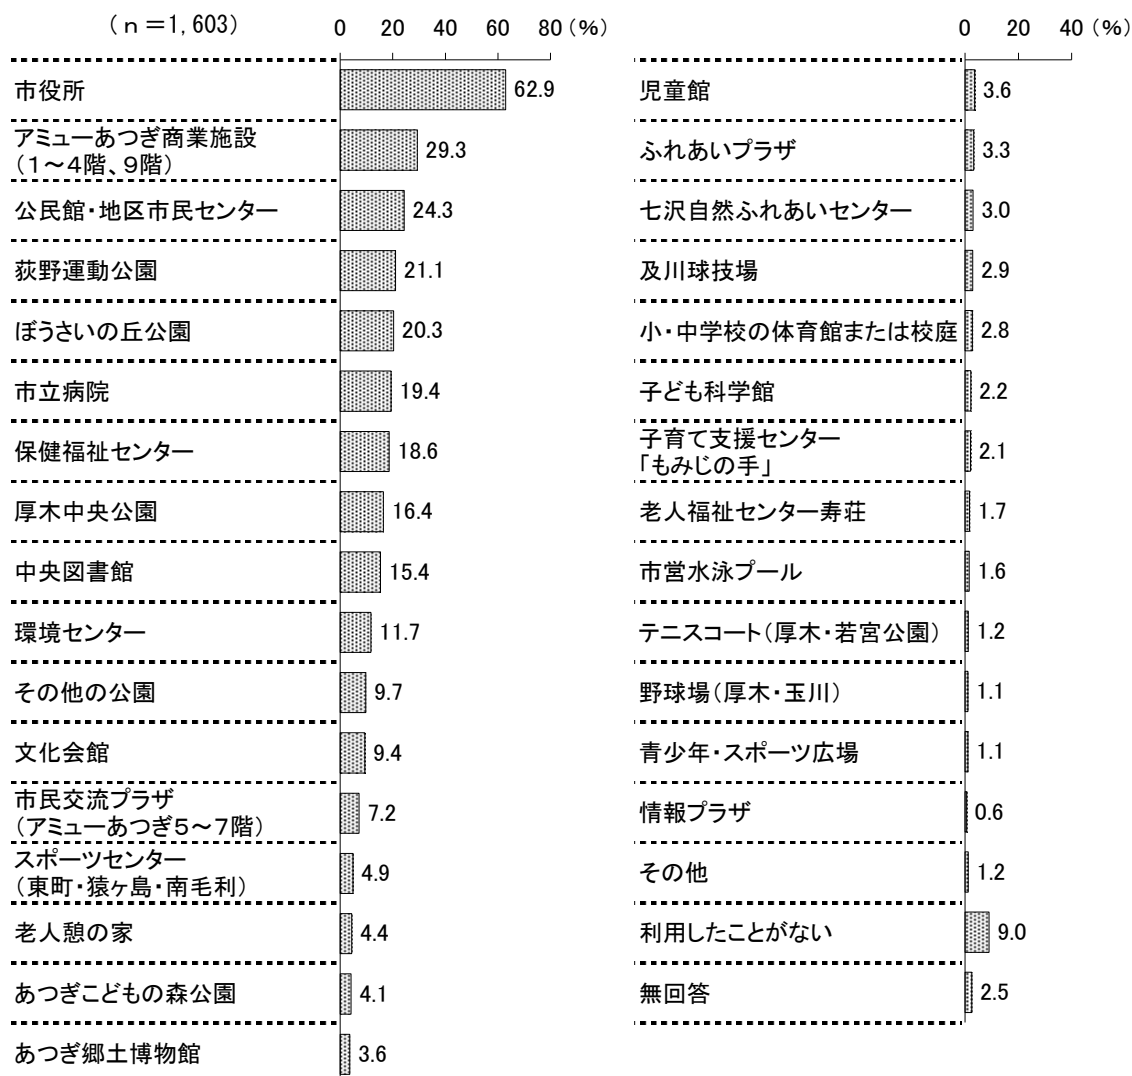 （ｎ＝1,603）
0 20 40 60 80（%）
市役所 62.9
アミューあつぎ商業施設
（１～４階、９階） 29.3
公民館・地区市民センター 24.3
荻野運動公園 21.1
ぼうさいの丘公園 20.3
市立病院 19.4
保健福祉センター 18.6
厚木中央公園 16.4
中央図書館 15.4
環境センター 11.7
その他の公園 9.7
文化会館 9.4
市民交流プラザ
（アミューあつぎ５～７階） 7.2
スポーツセンター
（東町・猿ヶ島・南毛利） 4.9
老人憩の家 4.4
あつぎこどもの森公園 4.1
あつぎ郷土博物館 3.6
0 20 40（%）
児童館 3.6
ふれあいプラザ 3.3
七沢自然ふれあいセンター 3.0
及川球技場 2.9
小・中学校の体育館または校庭 2.8
子ども科学館 2.2
子育て支援センター
「もみじの手」 2.1
老人福祉センター寿荘 1.7
市営水泳プール 1.6
テニスコート（厚木・若宮公園） 1.2
野球場（厚木・玉川） 1.1
青少年・スポーツ広場 1.1
情報プラザ 0.6
その他 1.2
利用したことがない 9.0
無回答 2.5